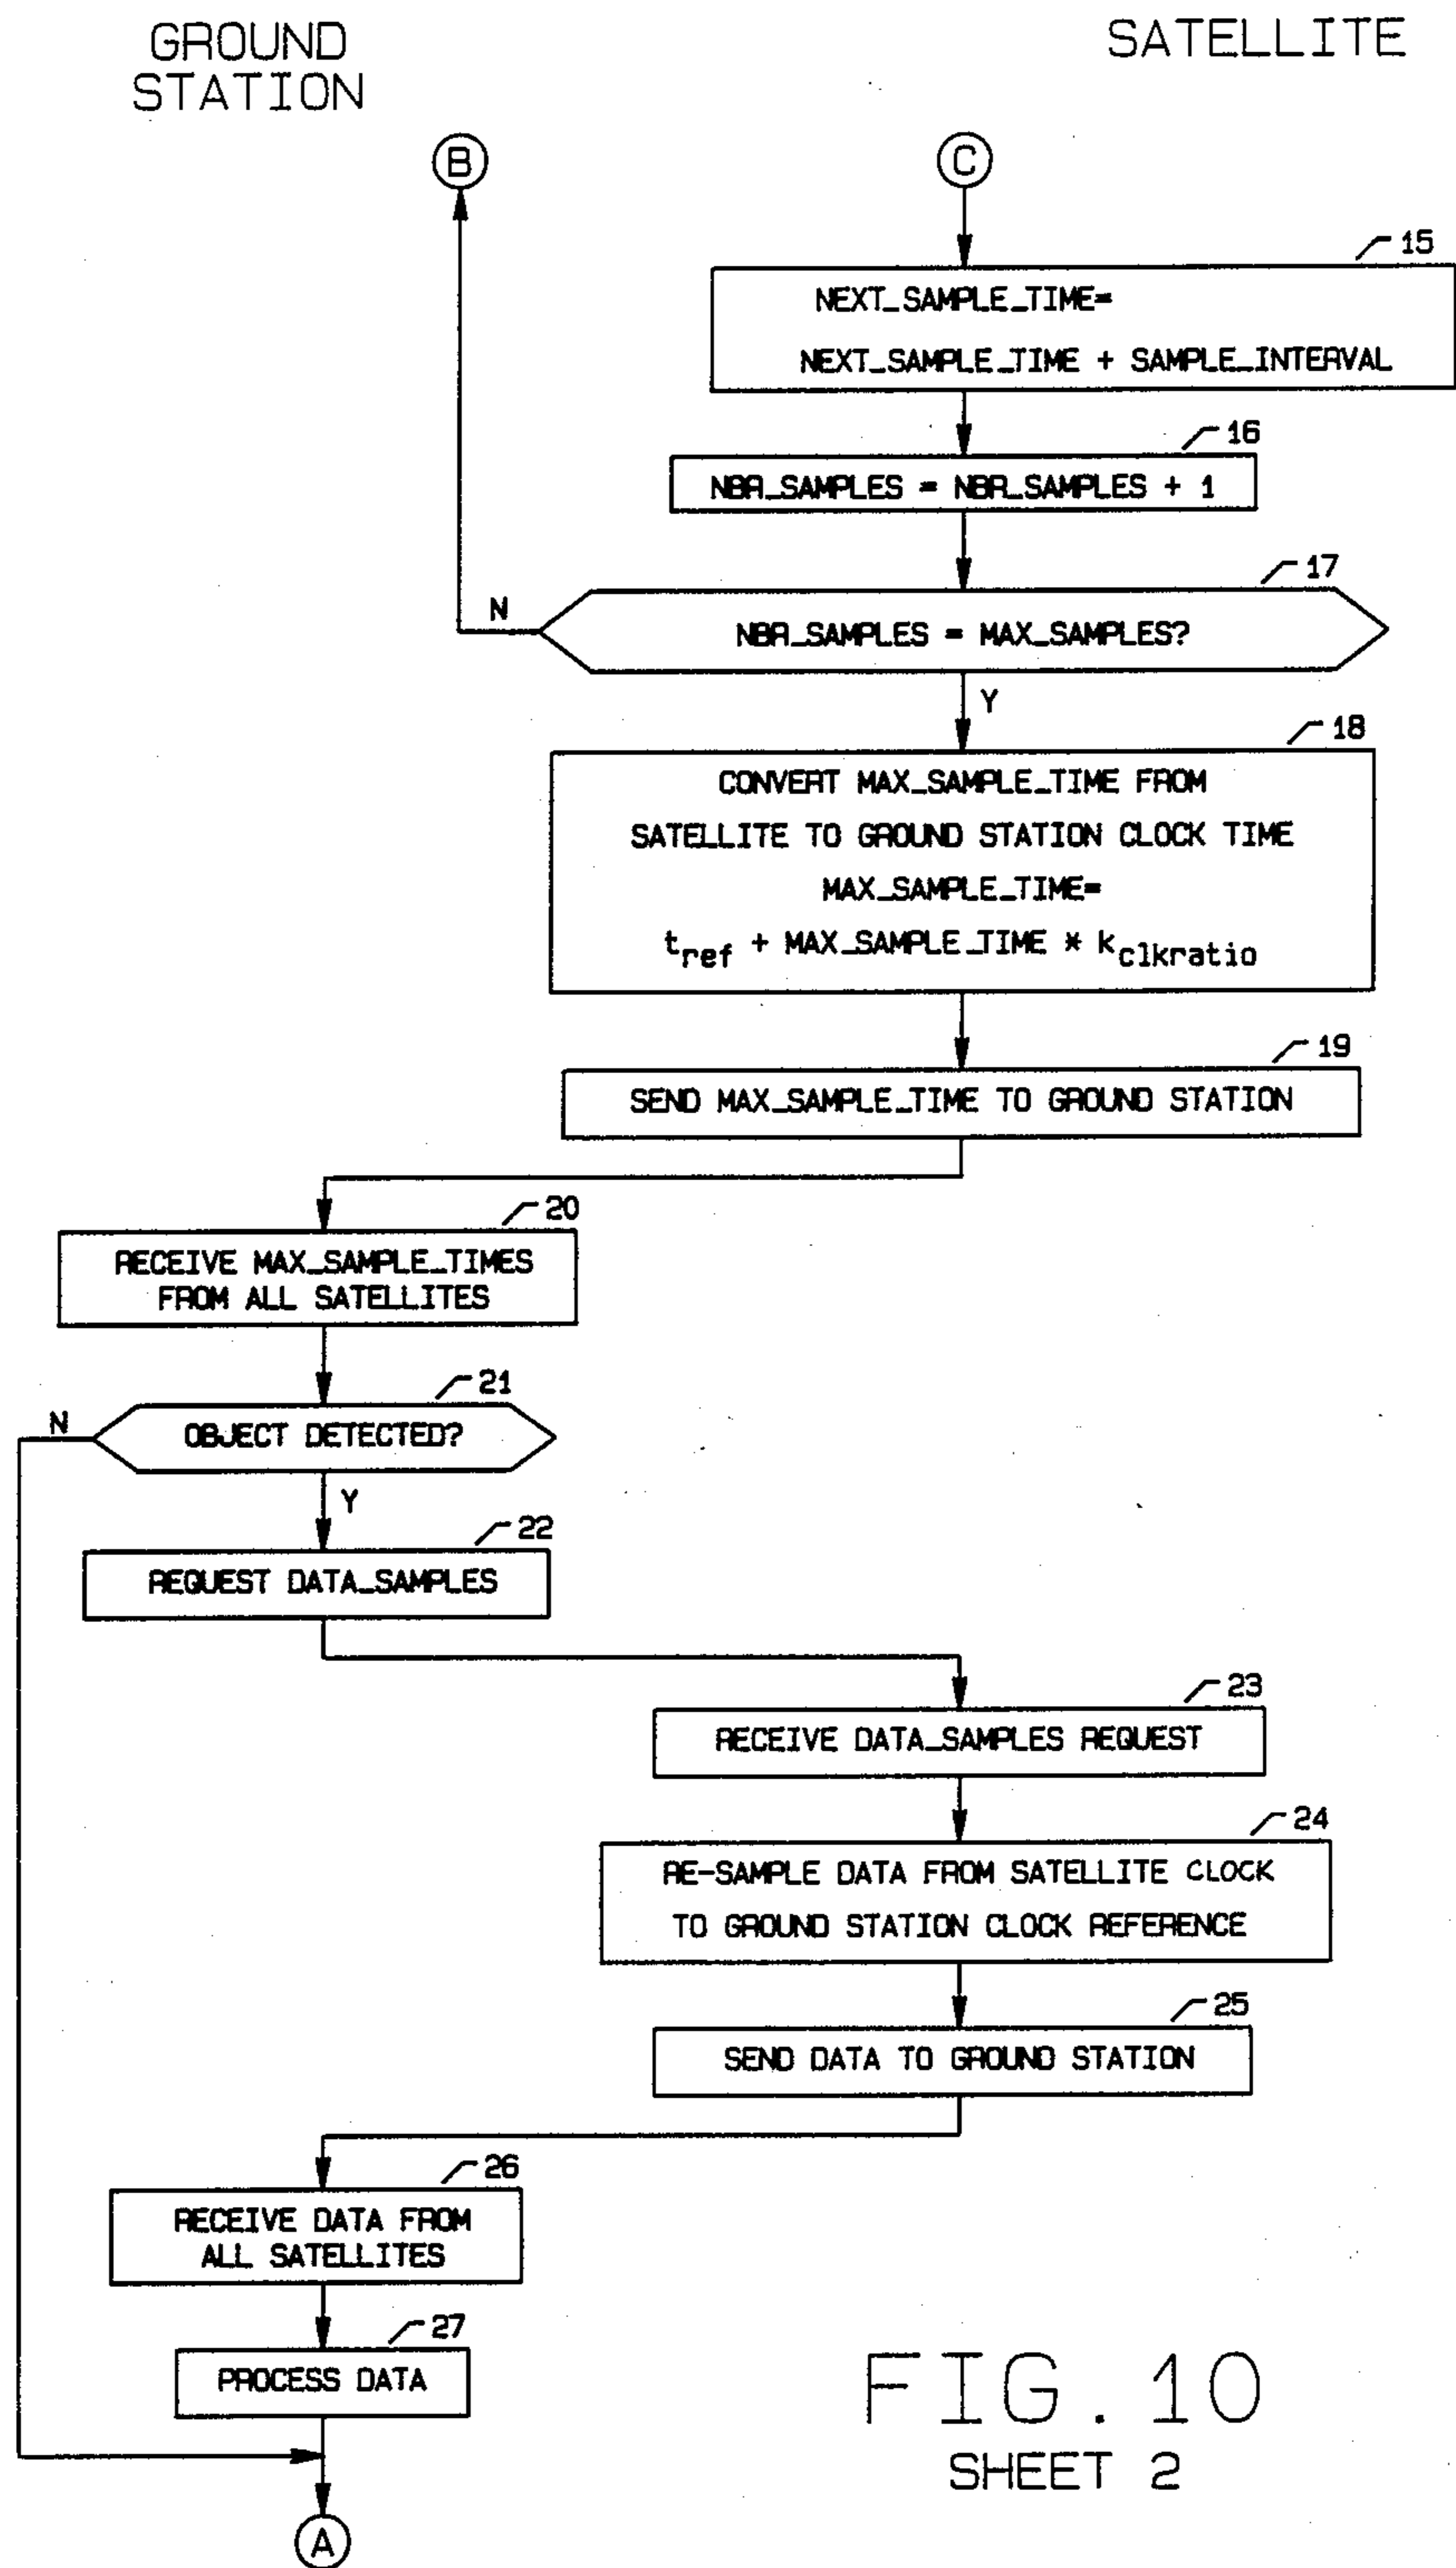 GROUND
STATION
SATELLITE
B
C
15
NEXT_SAMPLE_TIME=
NEXT_SAMPLE_TIME + SAMPLE_INTERVAL
16
NBR_SAMPLES = NBR_SAMPLES + 1
17
N
NBR_SAMPLES = MAX_SAMPLES?
Y
18
CONVERT MAX_SAMPLE_TIME FROM
SATELLITE TO GROUND STATION CLOCK TIME
MAX_SAMPLE_TIME=
t_ref + MAX_SAMPLE_TIME * k_clkratio
19
SEND MAX_SAMPLE_TIME TO GROUND STATION
20
RECEIVE MAX_SAMPLE_TIMES
FROM ALL SATELLITES
21
N
OBJECT DETECTED?
Y
22
REQUEST DATA_SAMPLES
23
RECEIVE DATA_SAMPLES REQUEST
24
RE-SAMPLE DATA FROM SATELLITE CLOCK
TO GROUND STATION CLOCK REFERENCE
25
SEND DATA TO GROUND STATION
26
RECEIVE DATA FROM
ALL SATELLITES
27
PROCESS DATA
A
FIG. 10
SHEET 2